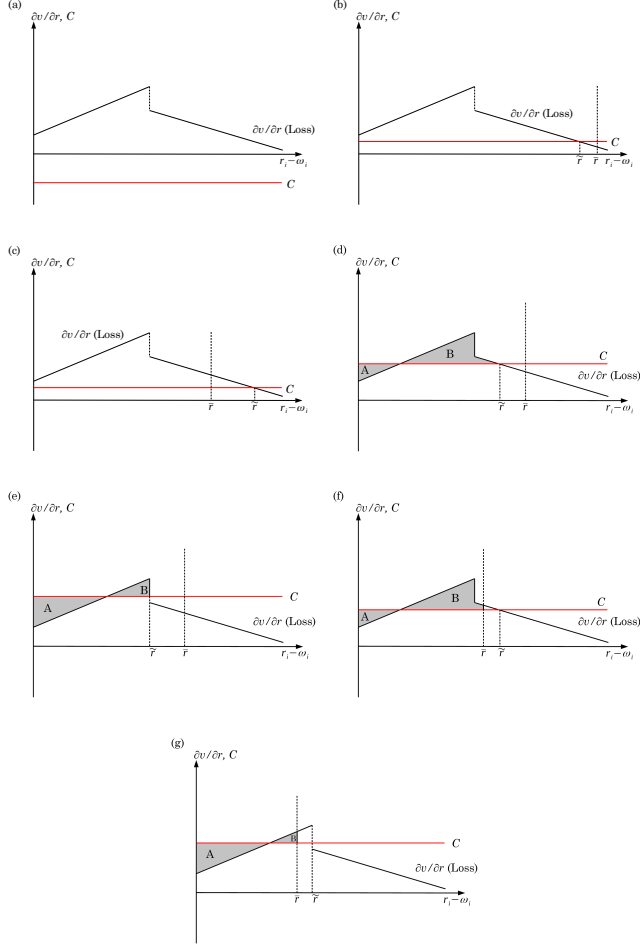 (a)
∂v/∂r, C
∂v/∂r (Loss)
r_i−ω_i
C
(b)
∂v/∂r, C
∂v/∂r (Loss)
C
r̃ r̄ r_i−ω_i
(c)
∂v/∂r, C
∂v/∂r (Loss)
C
r̄ r̃ r_i−ω_i
(d)
∂v/∂r, C
B
C
A
∂v/∂r (Loss)
r̃ r̄ r_i−ω_i
(e)
∂v/∂r, C
B
C
A
∂v/∂r (Loss)
r̃ r̄ r_i−ω_i
(f)
∂v/∂r, C
B
C
A
∂v/∂r (Loss)
r̄ r̃ r_i−ω_i
(g)
∂v/∂r, C
B
C
A
∂v/∂r (Loss)
r̄ r̃ r_i−ω_i